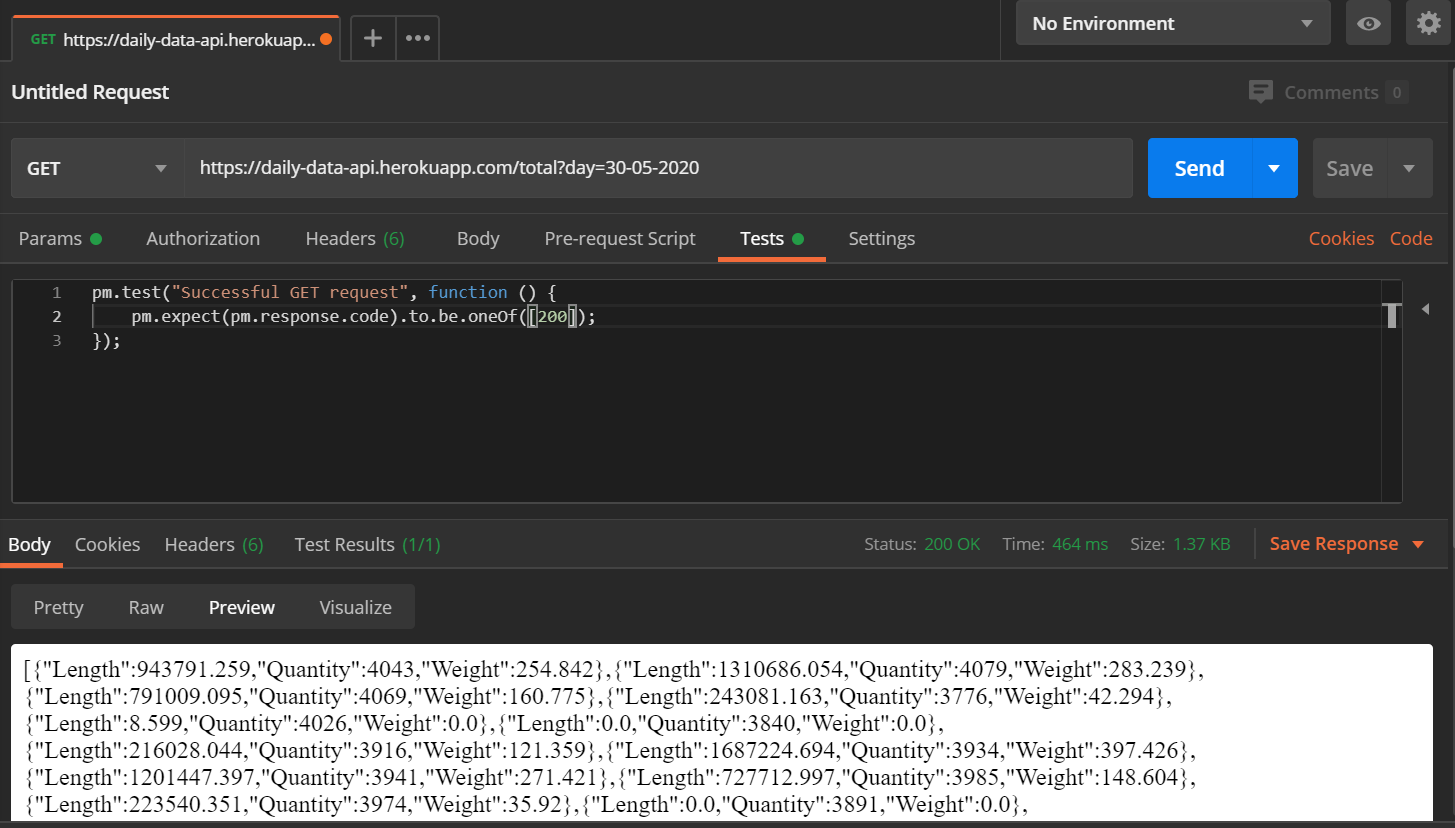 GET https://daily-data-api.herokuap... No Environment
Untitled Request Comments 0
GET https://daily-data-api.herokuapp.com/total?day=30-05-2020 Send Save
Params Authorization Headers (6) Body Pre-request Script Tests Settings Cookies Code
1 pm.test("Successful GET request", function () {
2 pm.expect(pm.response.code).to.be.oneOf([200]);
3 });
Body Cookies Headers (6) Test Results (1/1) Status: 200 OK Time: 464 ms Size: 1.37 KB Save Response
Pretty Raw Preview Visualize
[{"Length":943791.259,"Quantity":4043,"Weight":254.842},{"Length":1310686.054,"Quantity":4079,"Weight":283.239},
{"Length":791009.095,"Quantity":4069,"Weight":160.775},{"Length":243081.163,"Quantity":3776,"Weight":42.294},
{"Length":8.599,"Quantity":4026,"Weight":0.0},{"Length":0.0,"Quantity":3840,"Weight":0.0},
{"Length":216028.044,"Quantity":3916,"Weight":121.359},{"Length":1687224.694,"Quantity":3934,"Weight":397.426},
{"Length":1201447.397,"Quantity":3941,"Weight":271.421},{"Length":727712.997,"Quantity":3985,"Weight":148.604},
{"Length":223540.351,"Quantity":3974,"Weight":35.92},{"Length":0.0,"Quantity":3891,"Weight":0.0},